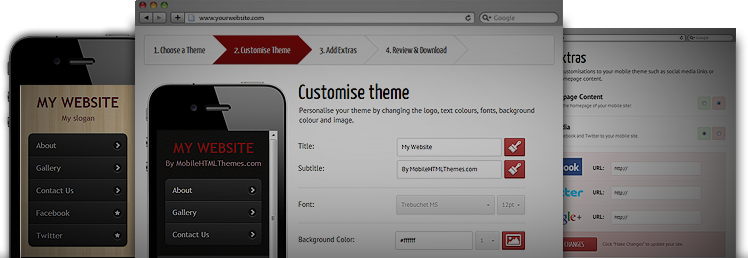 MY WEBSITE
My slogan
About
Gallery
Contact Us
Facebook
Twitter
www.yourwebsite.com
Google
1. Choose a Theme
2. Customise Theme
3. Add Extras
4. Review & Download
Customise theme
Personalise your theme by changing the logo, text colours, fonts, background
colour and image.
MY WEBSITE
By MobileHTMLThemes.com
About
Gallery
Contact Us
Title:
My Website
Subtitle:
By MobileHTMLThemes.com
Font:
Trebuchet MS
12pt
Background Color:
#ffffff
1
Google
xtras
ustomisations to your mobile theme such as social media links or
mepage content.
page Content
the homepage of your mobile site!
dia
cebook and Twitter to your mobile site.
book
URL:
http://
tter
URL:
http://
gle+
URL:
http://
CHANGES
Click "Make Changes" to update your site.